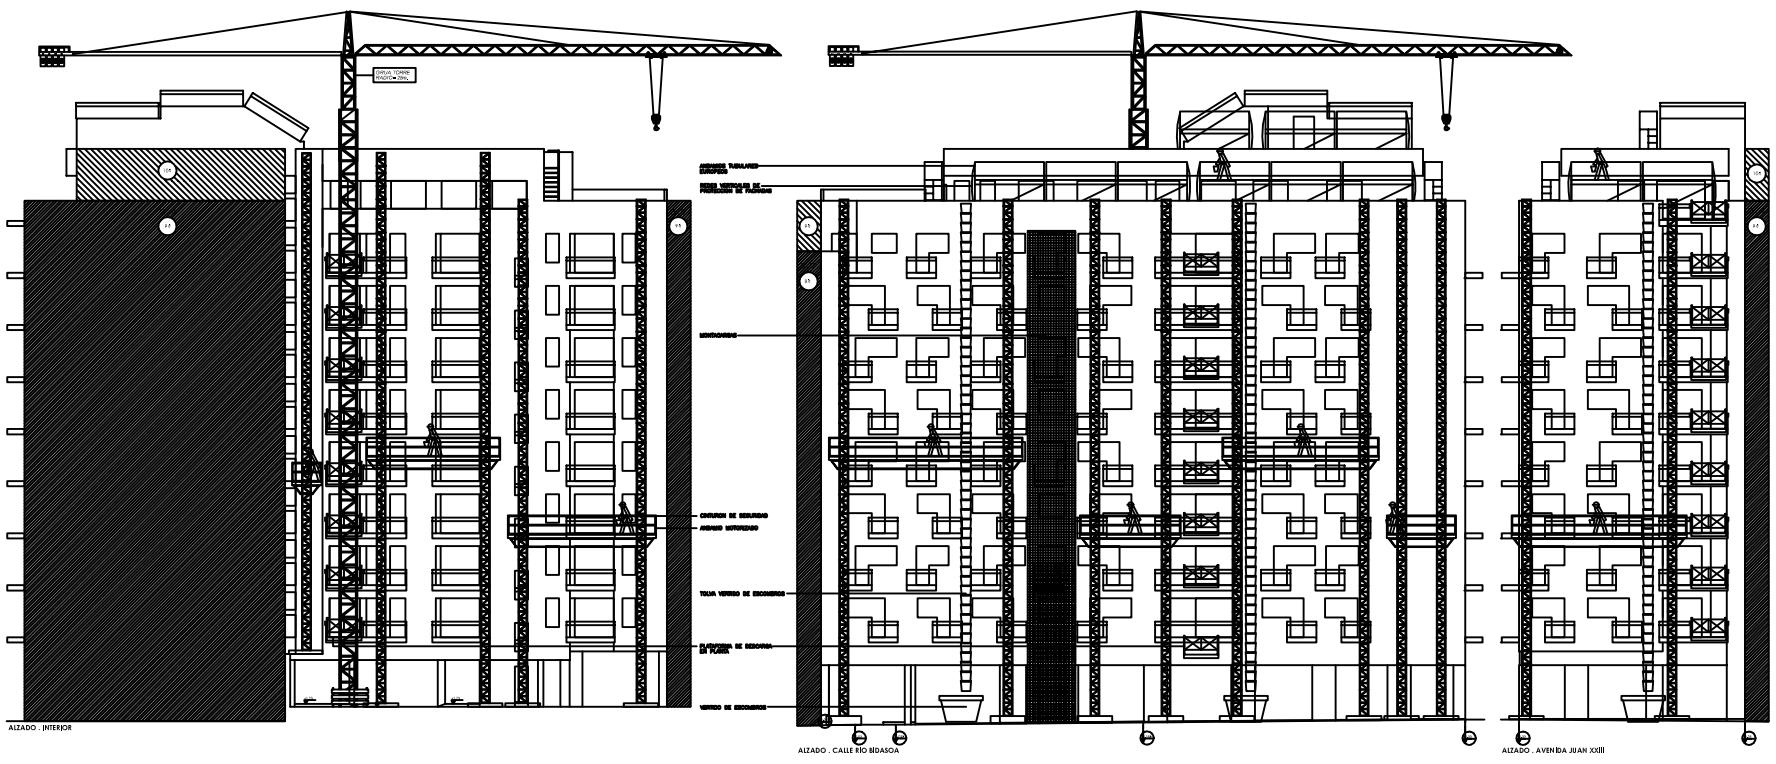 GRUA TORRE
ANDAMIOS TUBULARES
EUROPEOS
REDES VERTICALES DE
PROTECCION DE FACHADAS
MONTACARGAS
CINTURON DE SEGURIDAD
ANDAMIO MOTORIZADO
TOLVA VERTIDO DE ESCOMBROS
PLATAFORMA DE DESCARGA
EN PLANTA
VERTIDO DE ESCOMBROS
ALZADO . INTERIOR
ALZADO . CALLE RÍO BIDASOA
ALZADO . AVENIDA JUAN XXIII